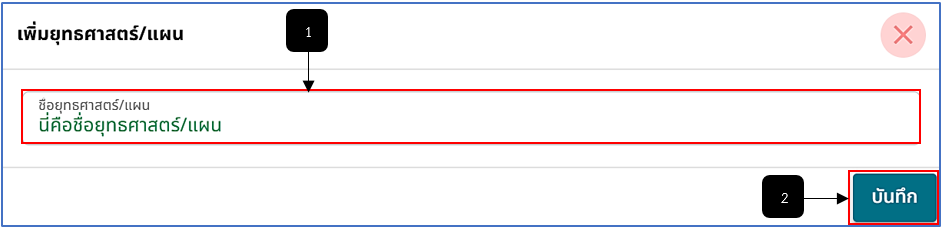 เพิ่มยุทธศาสตร์/แผน
1
ชื่อยุทธศาสตร์/แผน
นี่คือชื่อยุทธศาสตร์/แผน
2
บันทึก